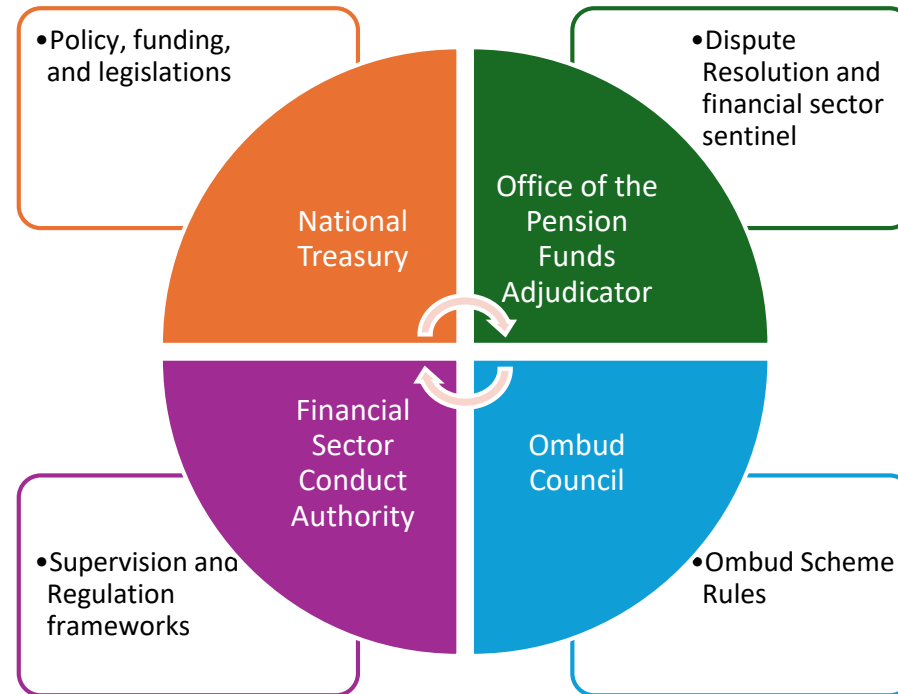 •Policy, funding,
and legislations
•Dispute
Resolution and
financial sector
sentinel
National
Treasury
Office of the
Pension
Funds
Adjudicator
Financial
Sector
Conduct
Authority
Ombud
Council
•Supervision and
Regulation
frameworks
•Ombud Scheme
Rules